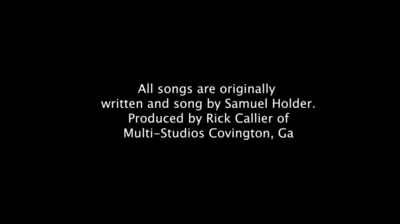 All songs are originally
written and song by Samuel Holder.
Produced by Rick Callier of
Multi-Studios Covington, Ga